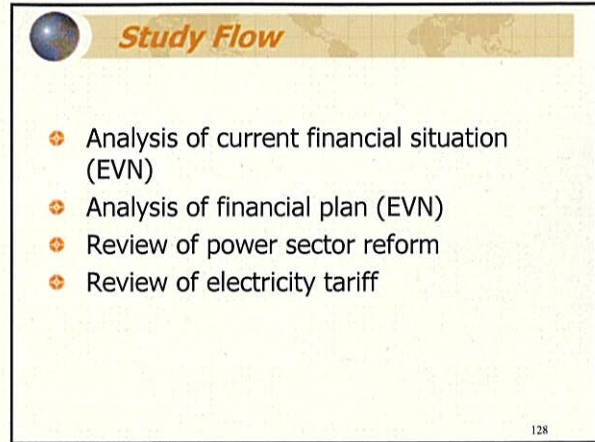 Study Flow
Analysis of current financial situation
(EVN)
Analysis of financial plan (EVN)
Review of power sector reform
Review of electricity tariff
128